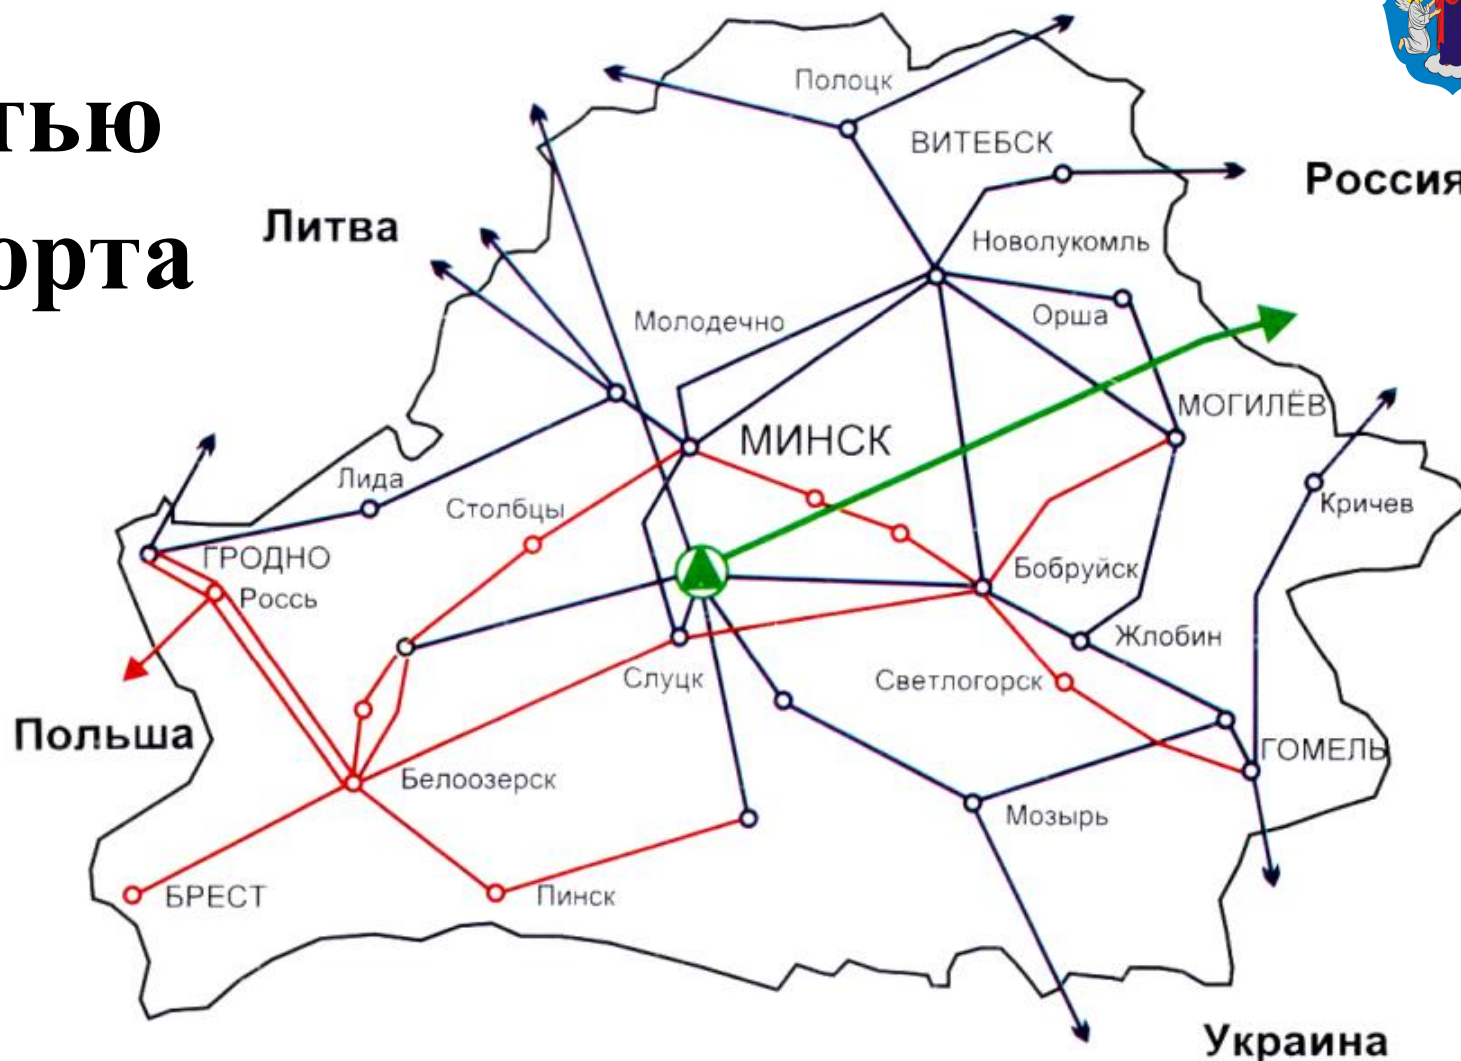 тью
орта
Полоцк
ВИТЕБСК
Россия
Литва
Новолукомль
Молодечно
Орша
МОГИЛЁВ
МИНСК
Лида
Столбцы
Кричев
ГРОДНО
Бобруйск
Россь
Жлобин
Слуцк
Светлогорск
Польша
ГОМЕЛЬ
Белоозерск
Мозырь
БРЕСТ
Пинск
Украина